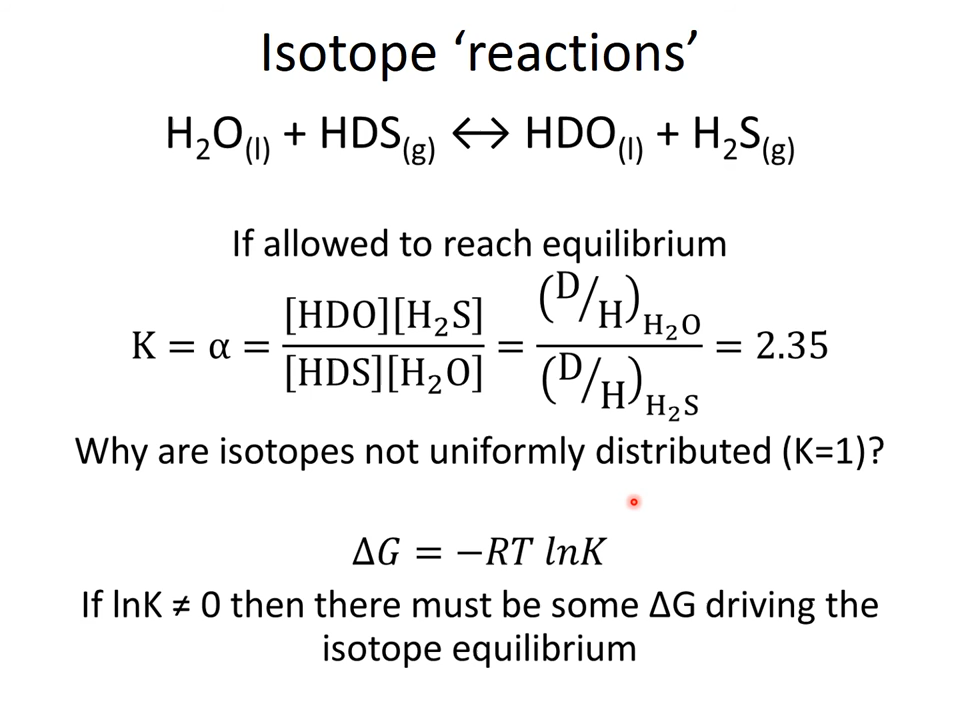 Isotope ‘reactions’
H₂O₍l₎ + HDS₍g₎ ↔ HDO₍l₎ + H₂S₍g₎
If allowed to reach equilibrium
K = α = [HDO][H₂S] / [HDS][H₂O] = (D/H)H₂O / (D/H)H₂S = 2.35
Why are isotopes not uniformly distributed (K=1)?
ΔG = −RT lnK
If lnK ≠ 0 then there must be some ΔG driving the
isotope equilibrium